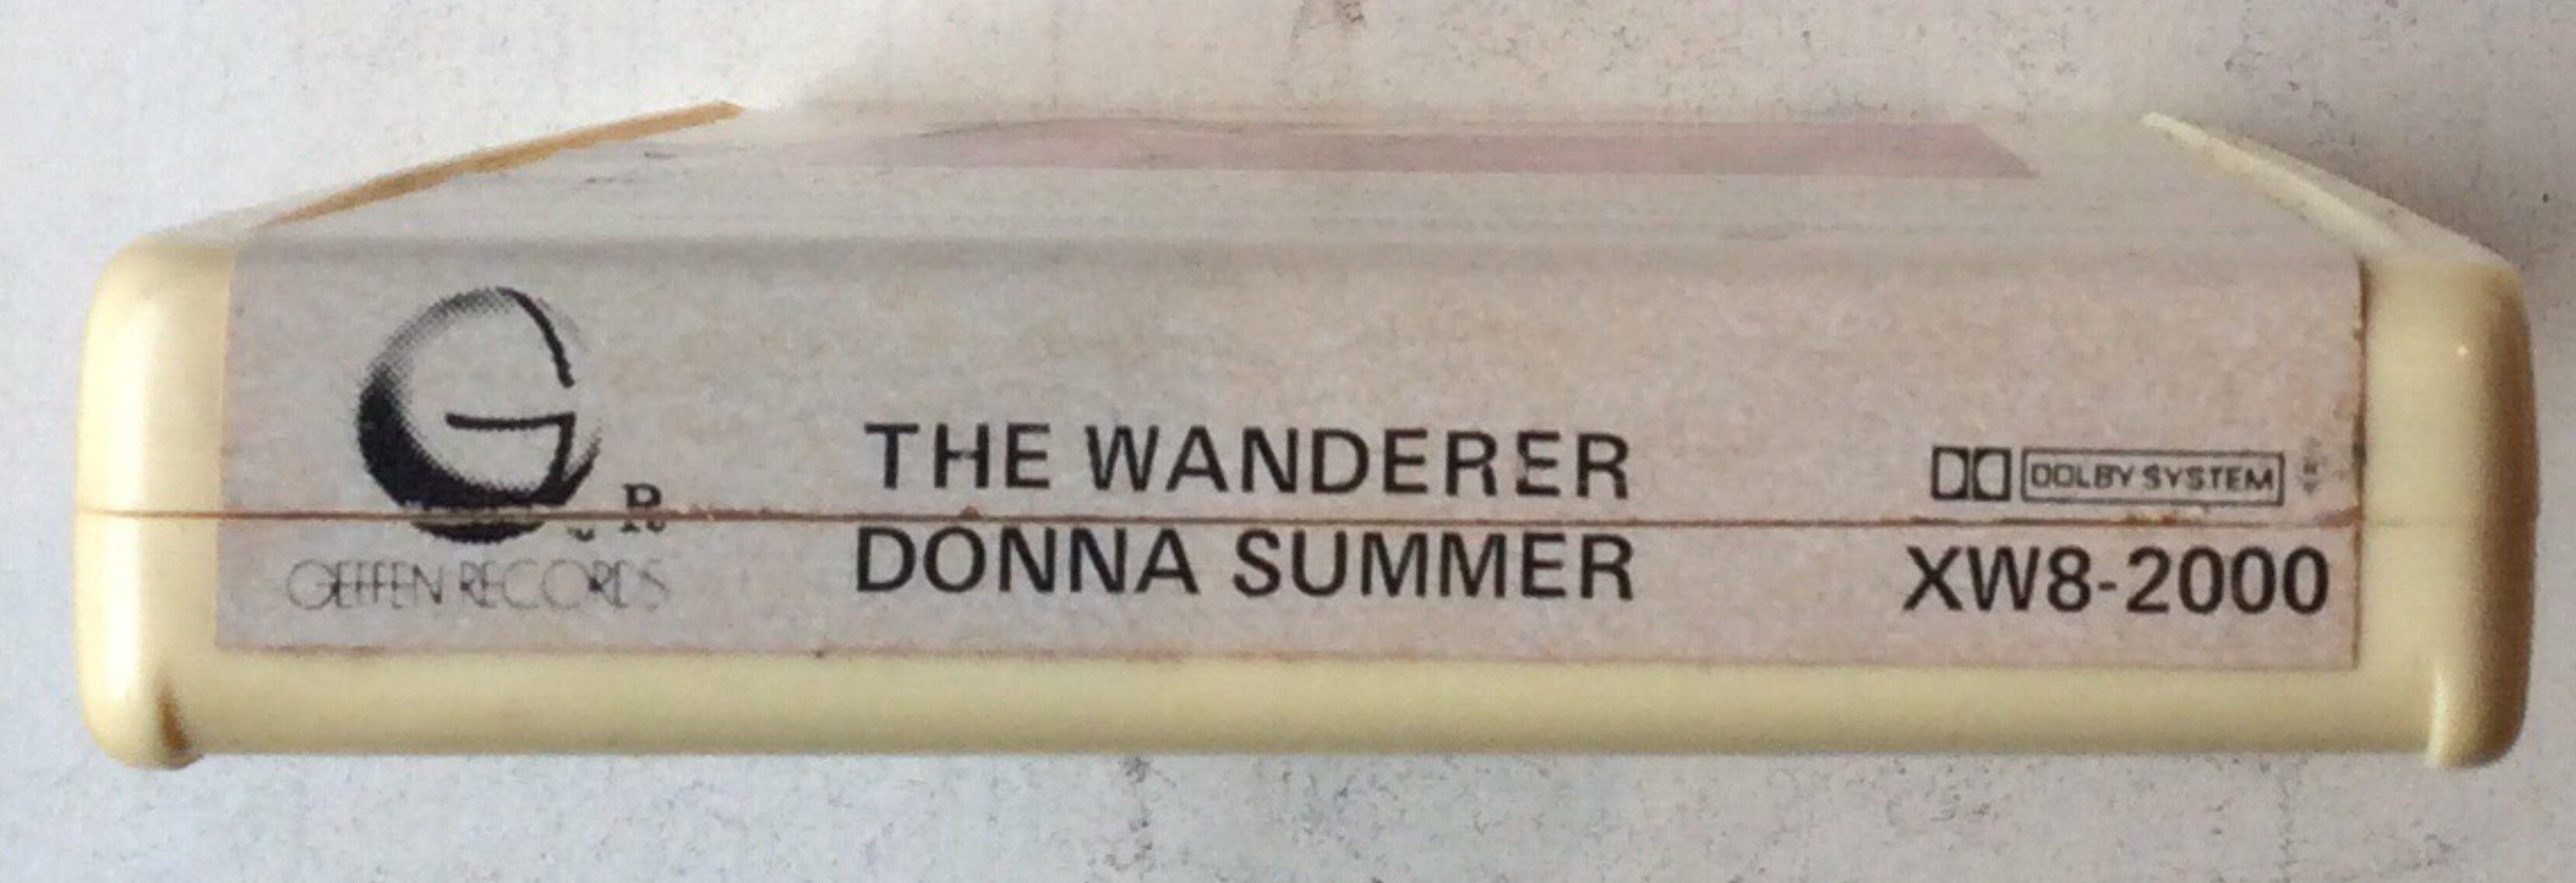 G
R
GEFFEN RECORDS
THE WANDERER
DONNA SUMMER
DOLBY SYSTEM
XW8-2000